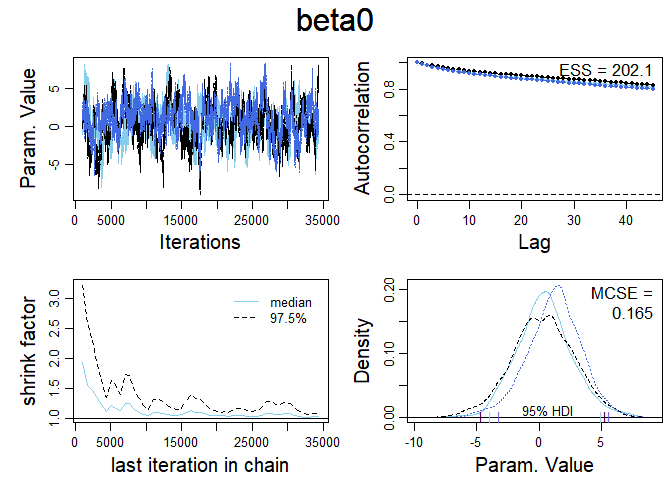 beta0
Param. Value
5
0
-5
0
5000
15000
25000
35000
Iterations
Autocorrelation
0.8
0.4
0.0
ESS = 202.1
0
10
20
30
40
Lag
shrink factor
3.0
2.5
2.0
1.5
1.0
median
97.5%
0
5000
15000
25000
35000
last iteration in chain
Density
0.20
0.10
0.00
MCSE =
0.165
95% HDI
-10
-5
0
5
Param. Value